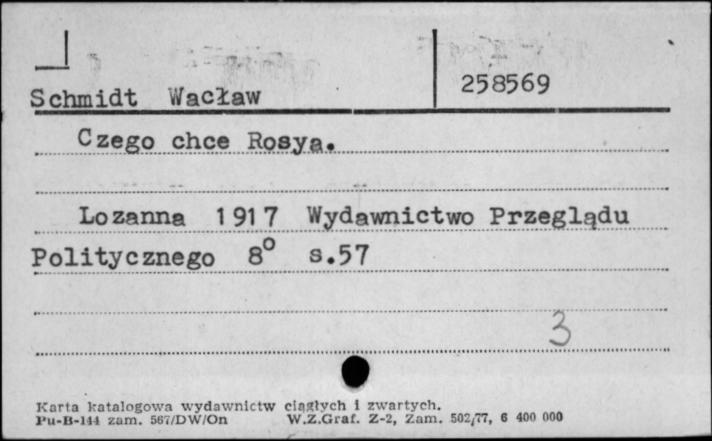 258569
Schmidt Wacław
Czego chce Rosya.
Lozanna 1917 Wydawnictwo Przeglądu
Politycznego 8° s.57
3
Karta katalogowa wydawnictw ciągłych i zwartych.
Pu-B-144 zam. 567/DW/On W.Z.Graf. Z-2, Zam. 502/77, 6 400 000